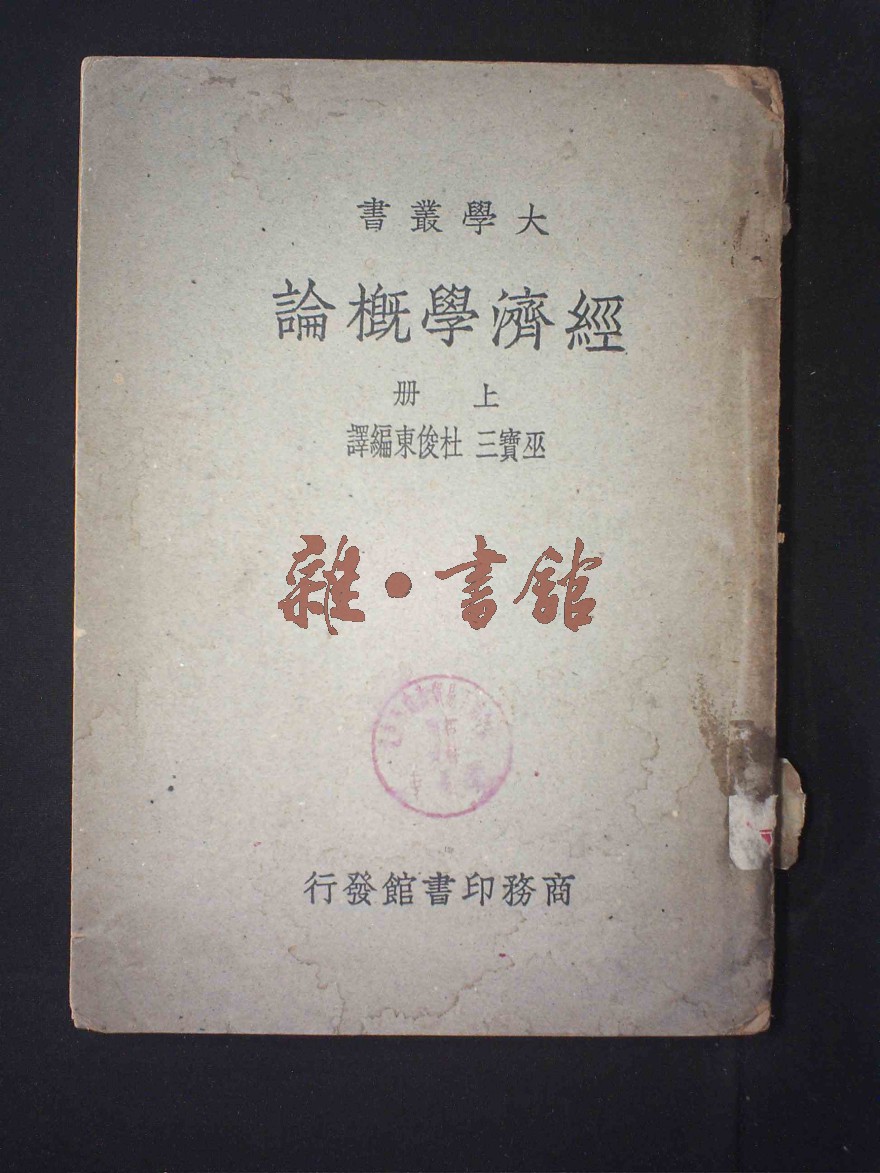 大學叢書
經濟學概論
上册
巫寶三 杜俊東編譯
雜·書館
商務印書館發行